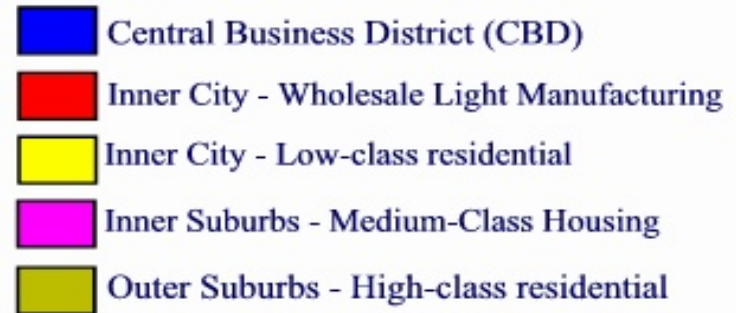 Central Business District (CBD)
Inner City - Wholesale Light Manufacturing
Inner City - Low-class residential
Inner Suburbs - Medium-Class Housing
Outer Suburbs - High-class residential